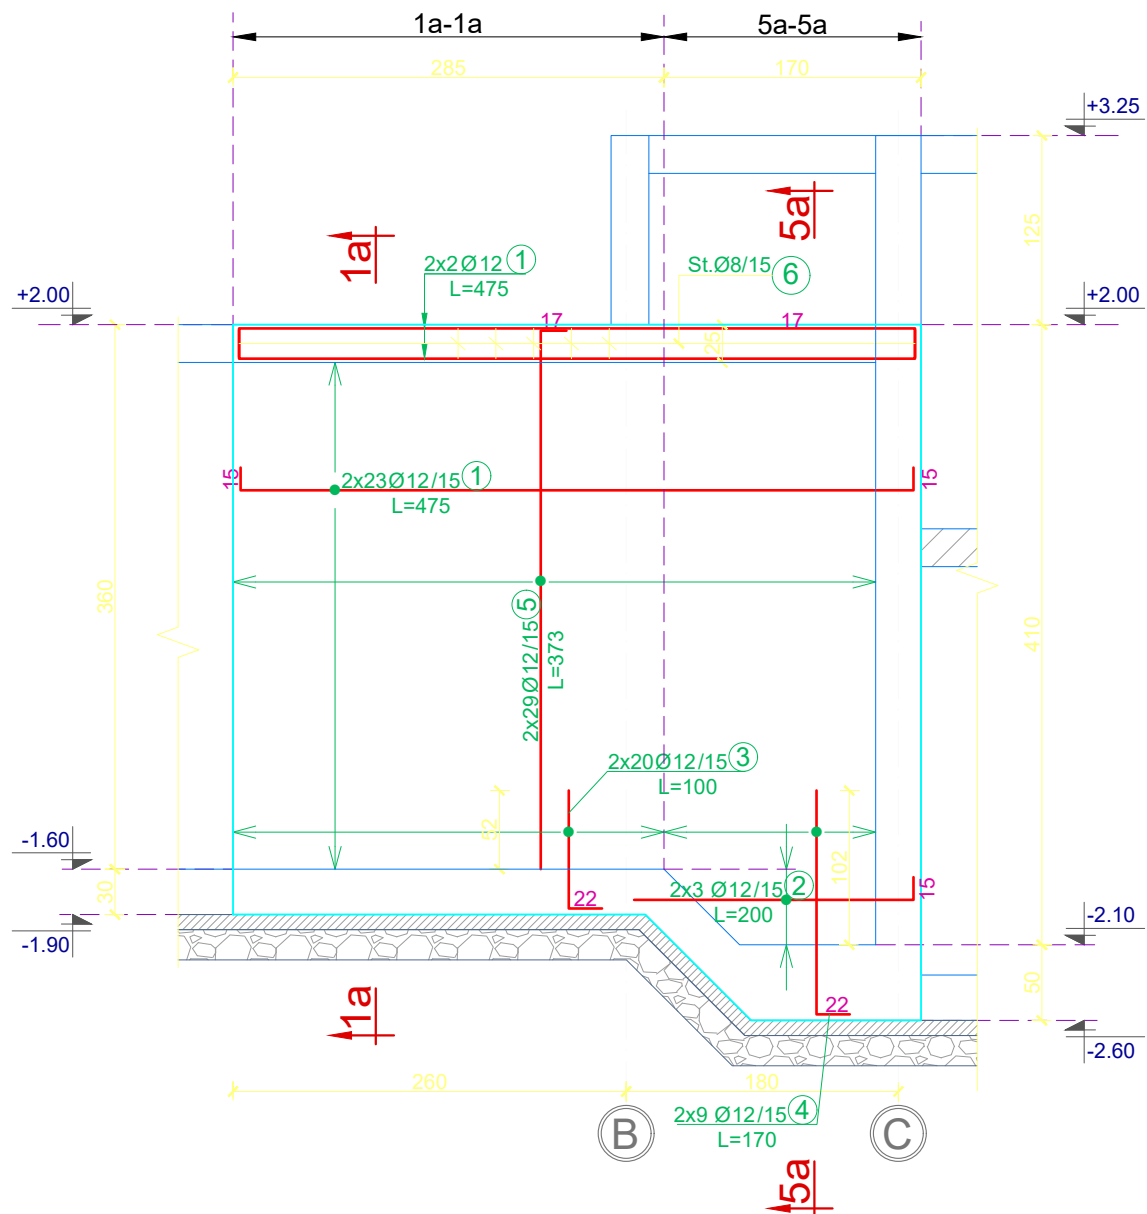 1a-1a
5a-5a
285
170
+3.25
1a
5a
125
2x2Ø12 1
L=475
St.Ø8/15 6
+2.00
+2.00
17
17
25
15
2x23Ø12/15 1
L=475
15
360
2x29Ø12/15 5
L=373
410
2x20Ø12/15 3
L=100
52
102
-1.60
30
22
2x3 Ø12/15 2
L=200
15
-1.90
-2.10
50
22
1a
-2.60
260
180
2x9 Ø12/15 4
L=170
B
C
5a